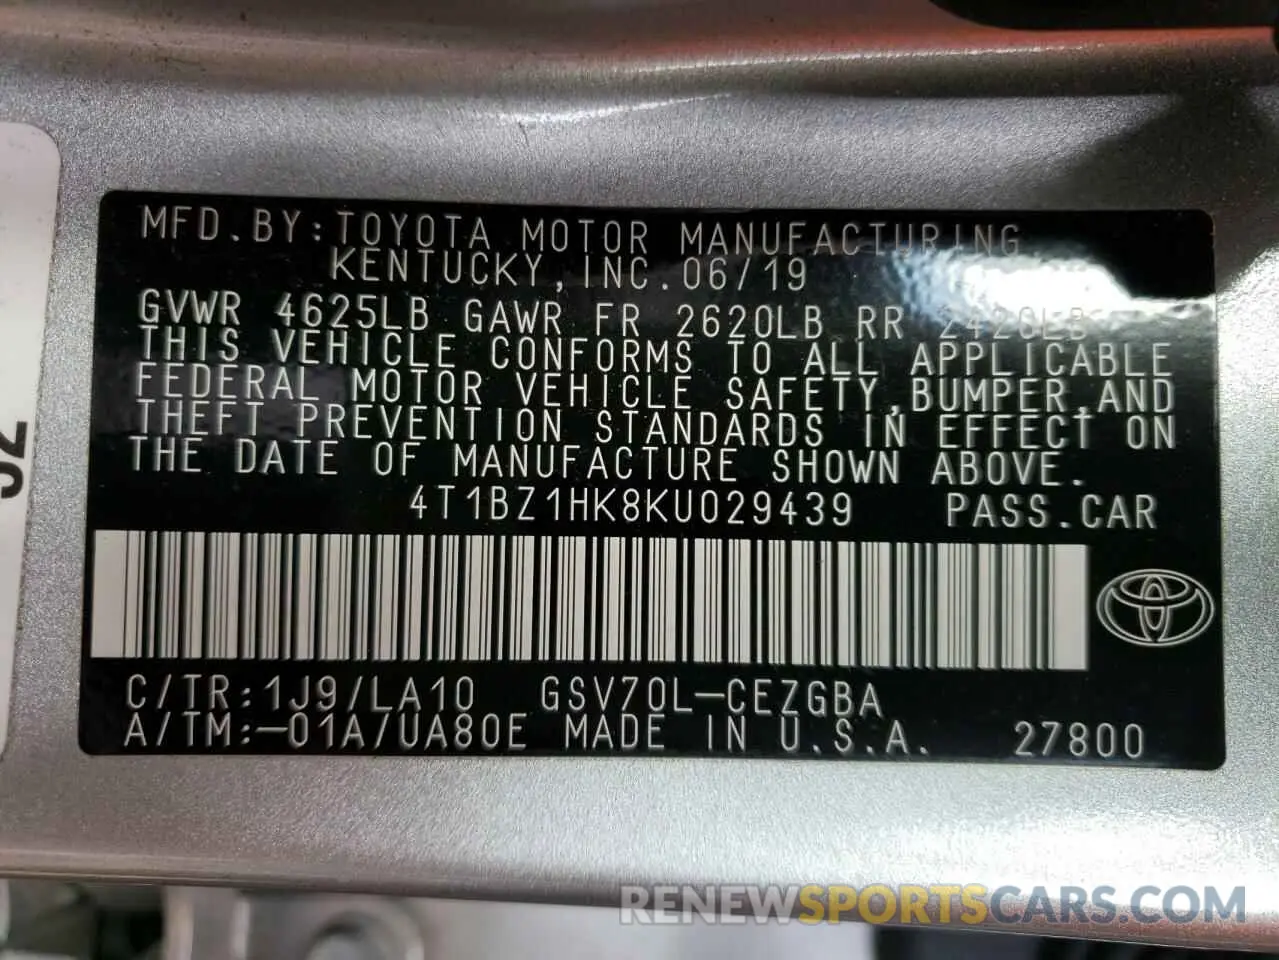 MFD.BY:TOYOTA MOTOR MANUFACTURING
KENTUCKY,INC.06/19
GVWR 4625LB GAWR FR 2620LB RR 2420LB
THIS VEHICLE CONFORMS TO ALL APPLICABLE
FEDERAL MOTOR VEHICLE SAFETY,BUMPER,AND
THEFT PREVENTION STANDARDS IN EFFECT ON
THE DATE OF MANUFACTURE SHOWN ABOVE.
4T1BZ1HK8KU029439 PASS.CAR
C/TR:1J9/LA10 GSV70L-CEZGBA
A/TM:-01A/UA80E MADE IN U.S.A. 27800
RENEWSPORTSCARS.COM